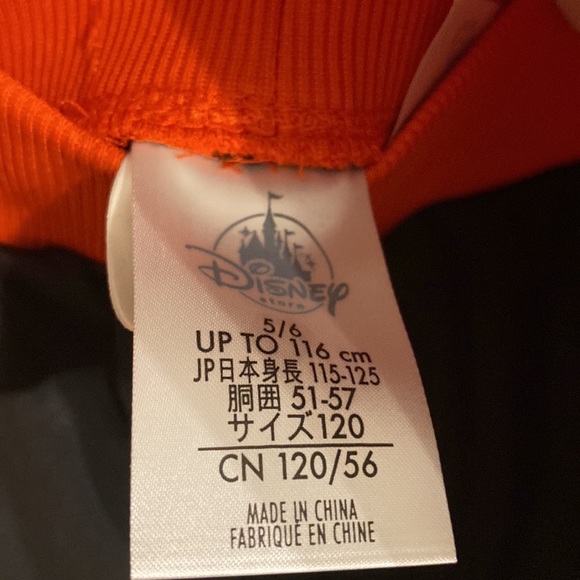 Disney
store
5/6
UP TO 116 cm
JP日本身長 115-125
胴囲 51-57
サイズ120
CN 120/56
MADE IN CHINA
FABRIQUÉ EN CHINE